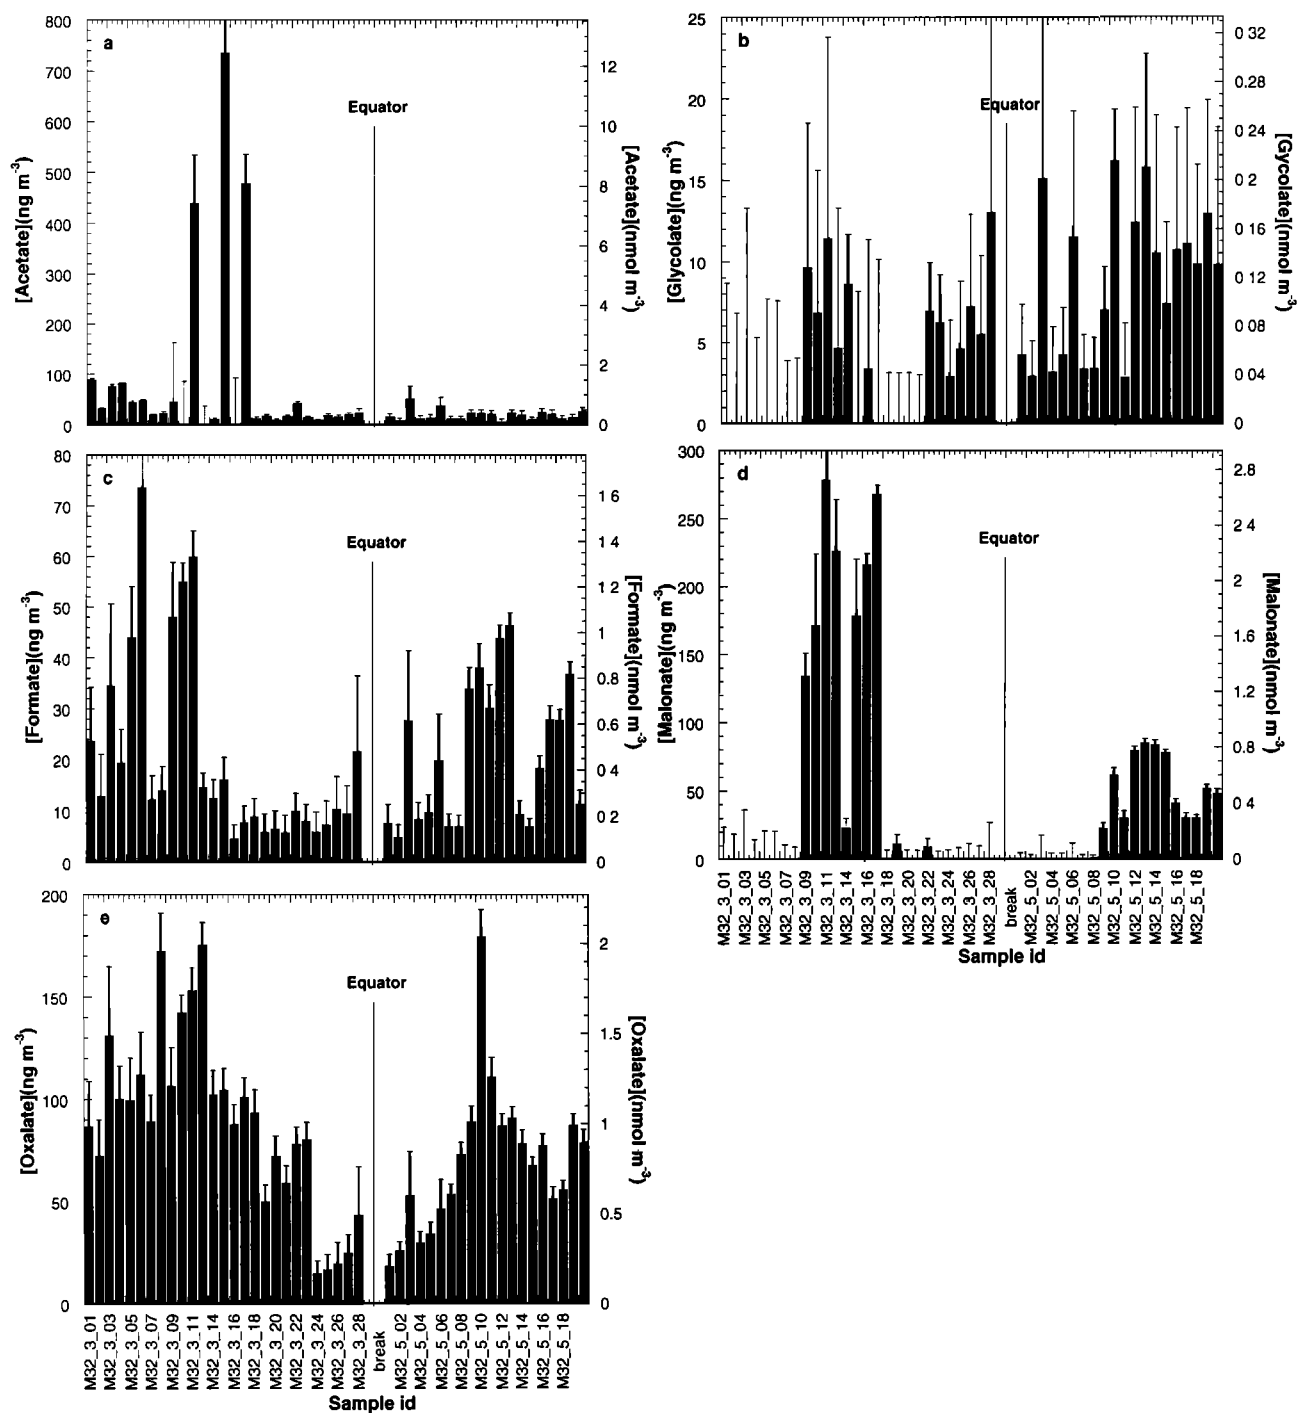 a
800
700
600
500
400
300
200
100
0
[Acetate](ng m-3)
Equator
12
10
8
6
4
2
0
[Acetate](nmol m-3)
b
25
20
15
10
5
0
[Glycolate](ng m-3)
Equator
0 32
0.28
0 24
0 2
0 16
0 12
0 08
0 04
0
[Gycolate](nmol m-3)
c
80
70
60
50
40
30
20
10
0
[Formate](ng m-3)
Equator
1 6
1 4
1 2
1
0 8
0 6
0 4
0 2
0
[Formate](nmol m-3)
d
300
250
200
150
100
50
0
[Malonate](ng m-3)
Equator
2.8
2 4
2
1.6
1.2
0.8
0 4
0
[Malonate](nmol m-3)
M32_3_01
M32_3_03
M32_3_05
M32_3_07
M32_3_09
M32_3_11
M32_3_14
M32_3_16
M32_3_18
M32_3_20
M32_3_22
M32_3_24
M32_3_26
M32_3_28
break
M32_5_02
M32_5_04
M32_5_06
M32_5_08
M32_5_10
M32_5_12
M32_5_14
M32_5_16
M32_5_18
Sample id
e
200
150
100
50
0
[Oxalate](ng m-3)
Equator
2
1.5
1
0.5
0
[Oxalate](nmol m-3)
M32_3_01
M32_3_03
M32_3_05
M32_3_07
M32_3_09
M32_3_11
M32_3_14
M32_3_16
M32_3_18
M32_3_20
M32_3_22
M32_3_24
M32_3_26
M32_3_28
break
M32_5_02
M32_5_04
M32_5_06
M32_5_08
M32_5_10
M32_5_12
M32_5_14
M32_5_16
M32_5_18
Sample id